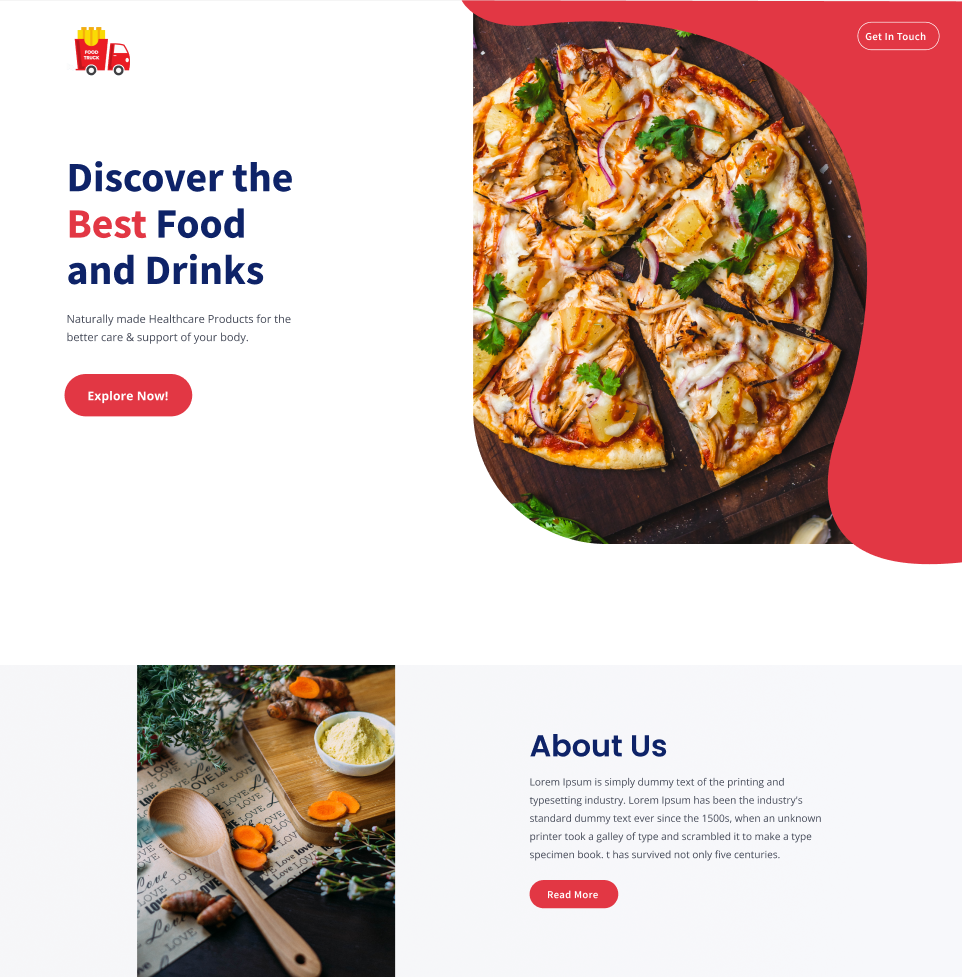 FOOD
TRUCK
Get In Touch
Discover the
Best Food
and Drinks
Naturally made Healthcare Products for the
better care & support of your body.
Explore Now!
About Us
Lorem Ipsum is simply dummy text of the printing and
typesetting industry. Lorem Ipsum has been the industry's
standard dummy text ever since the 1500s, when an unknown
printer took a galley of type and scrambled it to make a type
specimen book. t has survived not only five centuries.
Read More
LOVE
Love